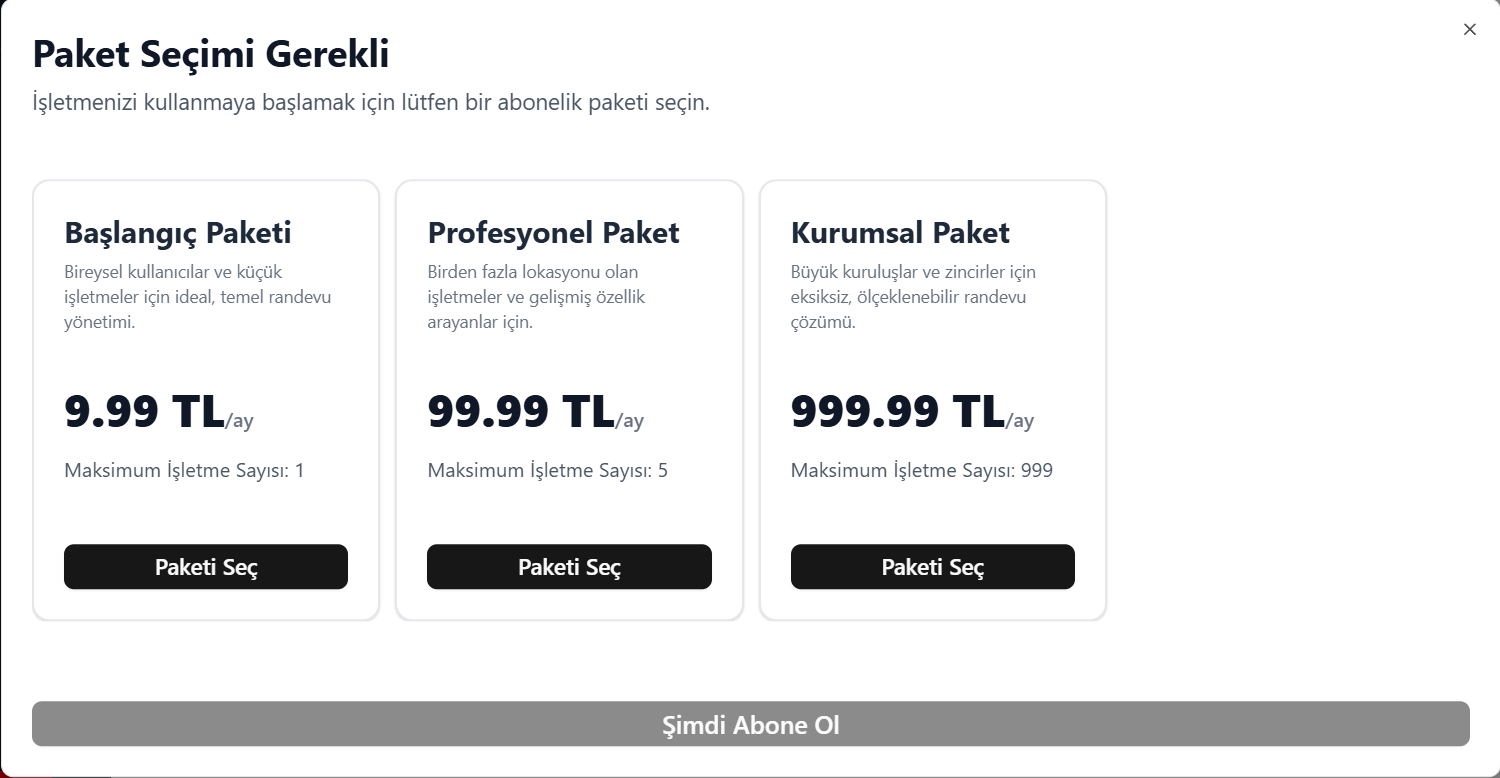 Paket Seçimi Gerekli
İşletmenizi kullanmaya başlamak için lütfen bir abonelik paketi seçin.
Başlangıç Paketi
Bireysel kullanıcılar ve küçük
işletmeler için ideal, temel randevu
yönetimi.
9.99 TL/ay
Maksimum İşletme Sayısı: 1
Paketi Seç
Profesyonel Paket
Birden fazla lokasyonu olan
işletmeler ve gelişmiş özellik
arayanlar için.
99.99 TL/ay
Maksimum İşletme Sayısı: 5
Paketi Seç
Kurumsal Paket
Büyük kuruluşlar ve zincirler için
eksiksiz, ölçeklenebilir randevu
çözümü.
999.99 TL/ay
Maksimum İşletme Sayısı: 999
Paketi Seç
Şimdi Abone Ol